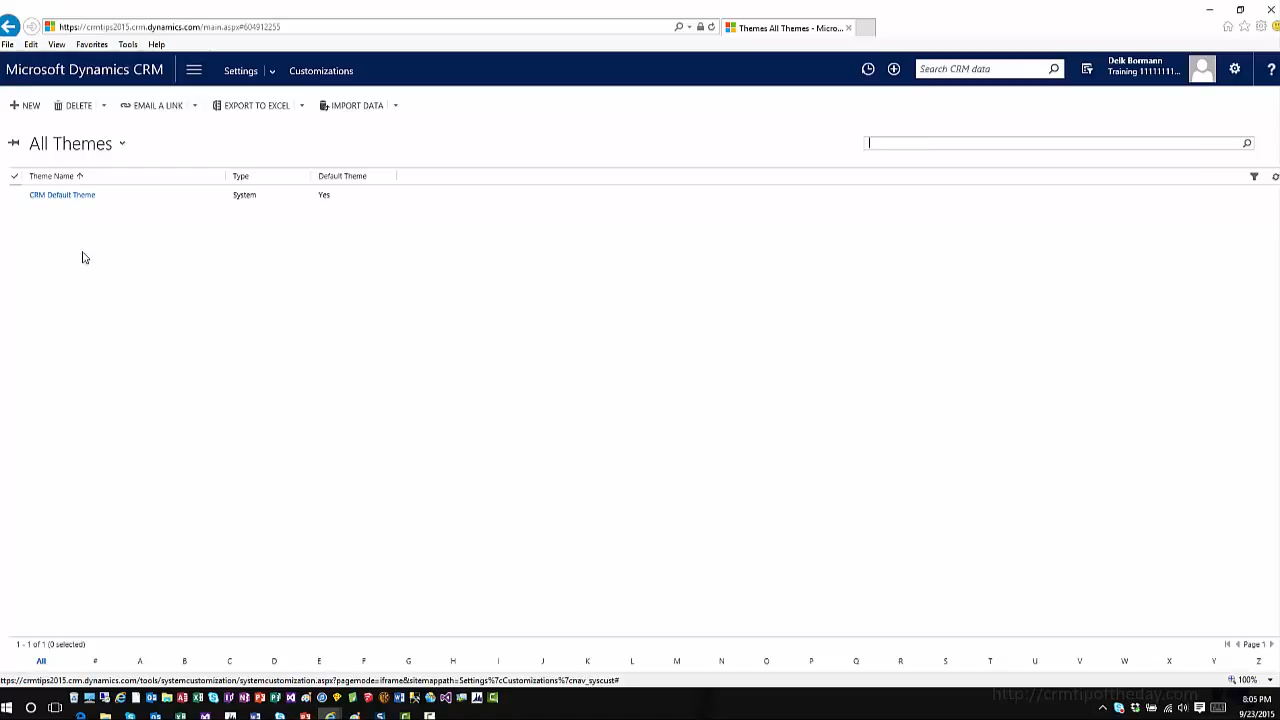 https://crmtips2015.crm.dynamics.com/main.aspx#604912255
Themes All Themes - Micro...
File Edit View Favorites Tools Help
Microsoft Dynamics CRM
Settings
Customizations
Search CRM data
Delk Bormann
Training 11111111...
?
NEW
DELETE
EMAIL A LINK
EXPORT TO EXCEL
IMPORT DATA
All Themes
Theme Name Type Default Theme
CRM Default Theme System Yes
1 - 1 of 1 (0 selected)
Page 1
All # A B C D E F G H I J K L M N O P Q R S T U V W X Y Z
ttps://crmtips2015.crm.dynamics.com/tools/systemcustomization/systemcustomization.aspx?pagemode=iframe&sitemappath=Settings%7cCustomizations%7cnav_syscust#
100%
http://crmtipoftheday.com
8:05 PM
9/23/2015